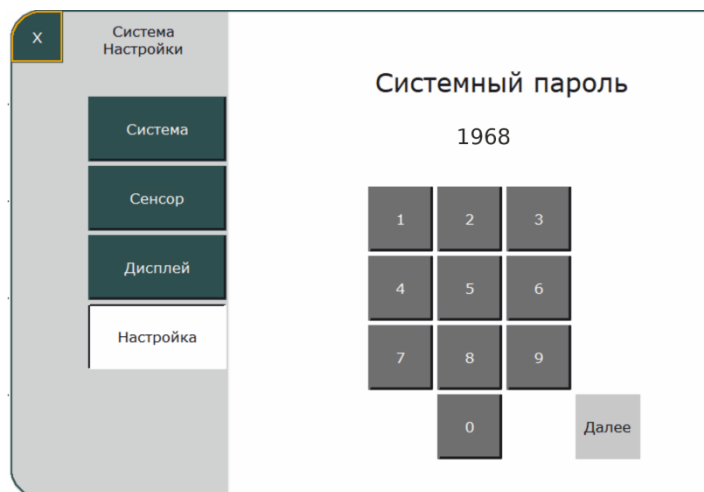 X
Система
Настройки
Система
Сенсор
Дисплей
Настройка
Системный пароль
1968
1 2 3
4 5 6
7 8 9
0 Далее